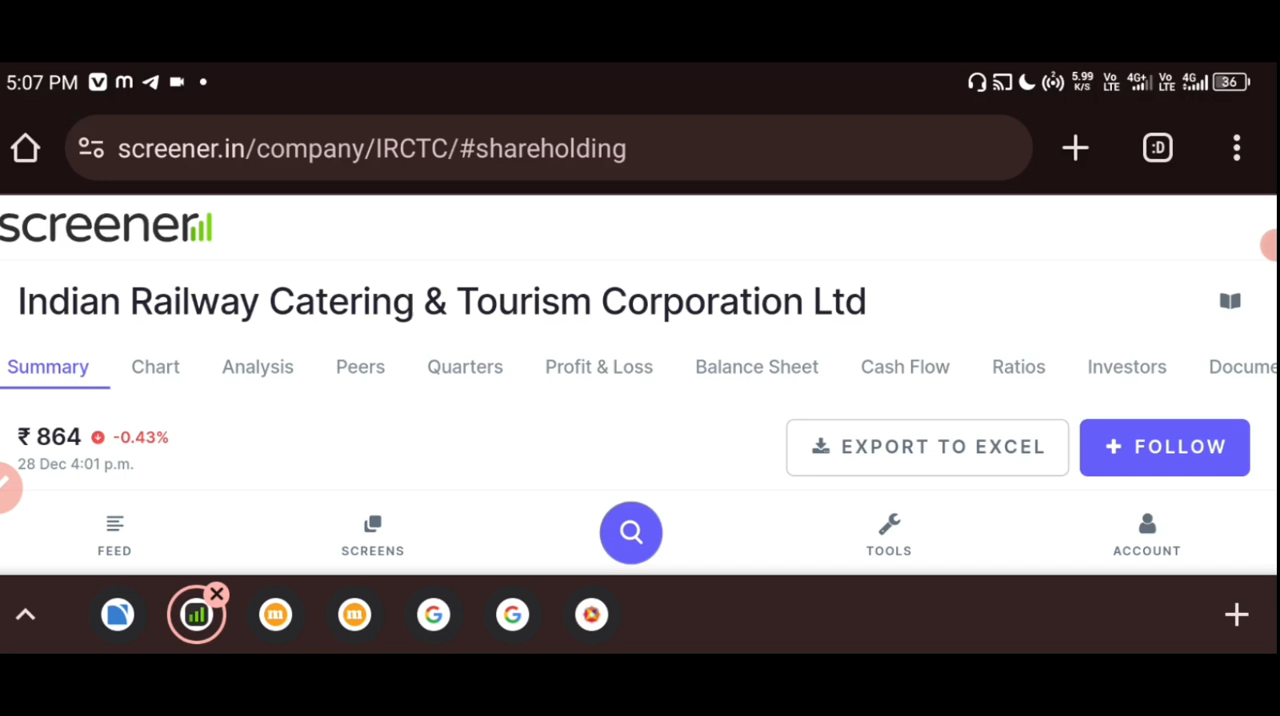 5:07 PM 5.99 K/S Vo LTE 4G+ Vo LTE 4G 36
screener.in/company/IRCTC/#shareholding :D
screener
Indian Railway Catering & Tourism Corporation Ltd
Summary Chart Analysis Peers Quarters Profit & Loss Balance Sheet Cash Flow Ratios Investors Docume
₹ 864 -0.43% EXPORT TO EXCEL + FOLLOW
28 Dec 4:01 p.m.
FEED SCREENS TOOLS ACCOUNT